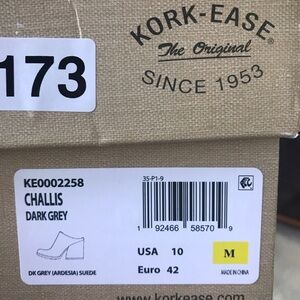 KORK-EASE®
The Original
SINCE 1953
173
KE0002258
CHALLIS
DARK GREY
3S-P1-9
1 92466 58570 9
USA 10
M
Euro 42
DK GREY (ARDESIA) SUEDE
MADE IN CHINA
www.korkease.com